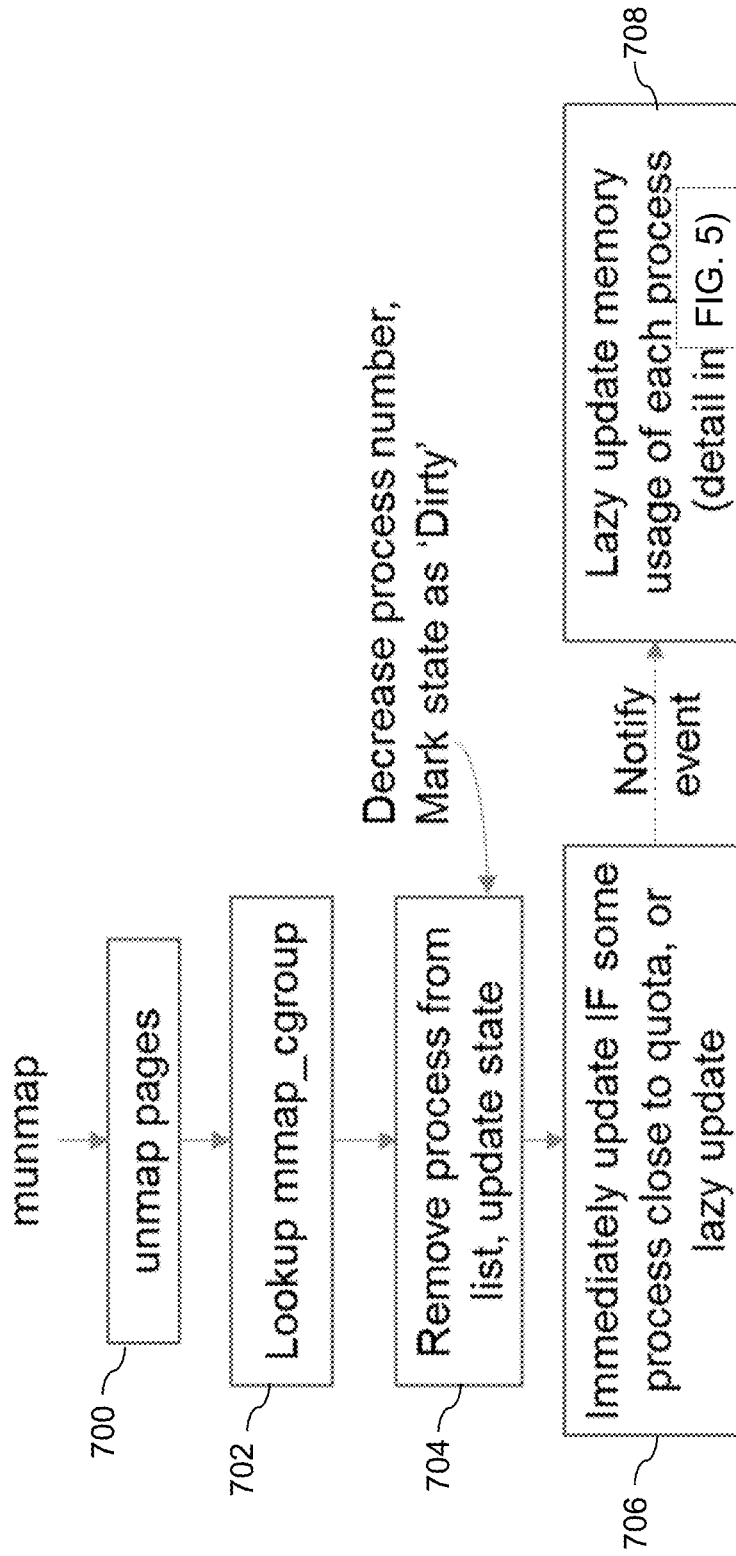 munmap
700
unmap pages
702
Lookup mmap_cgroup
Decrease process number,
Mark state as 'Dirty'
704
Remove process from
list, update state
706
Immediately update IF some
process close to quota, or
lazy update
Notify
event
708
Lazy update memory
usage of each process
(detail in FIG. 5)